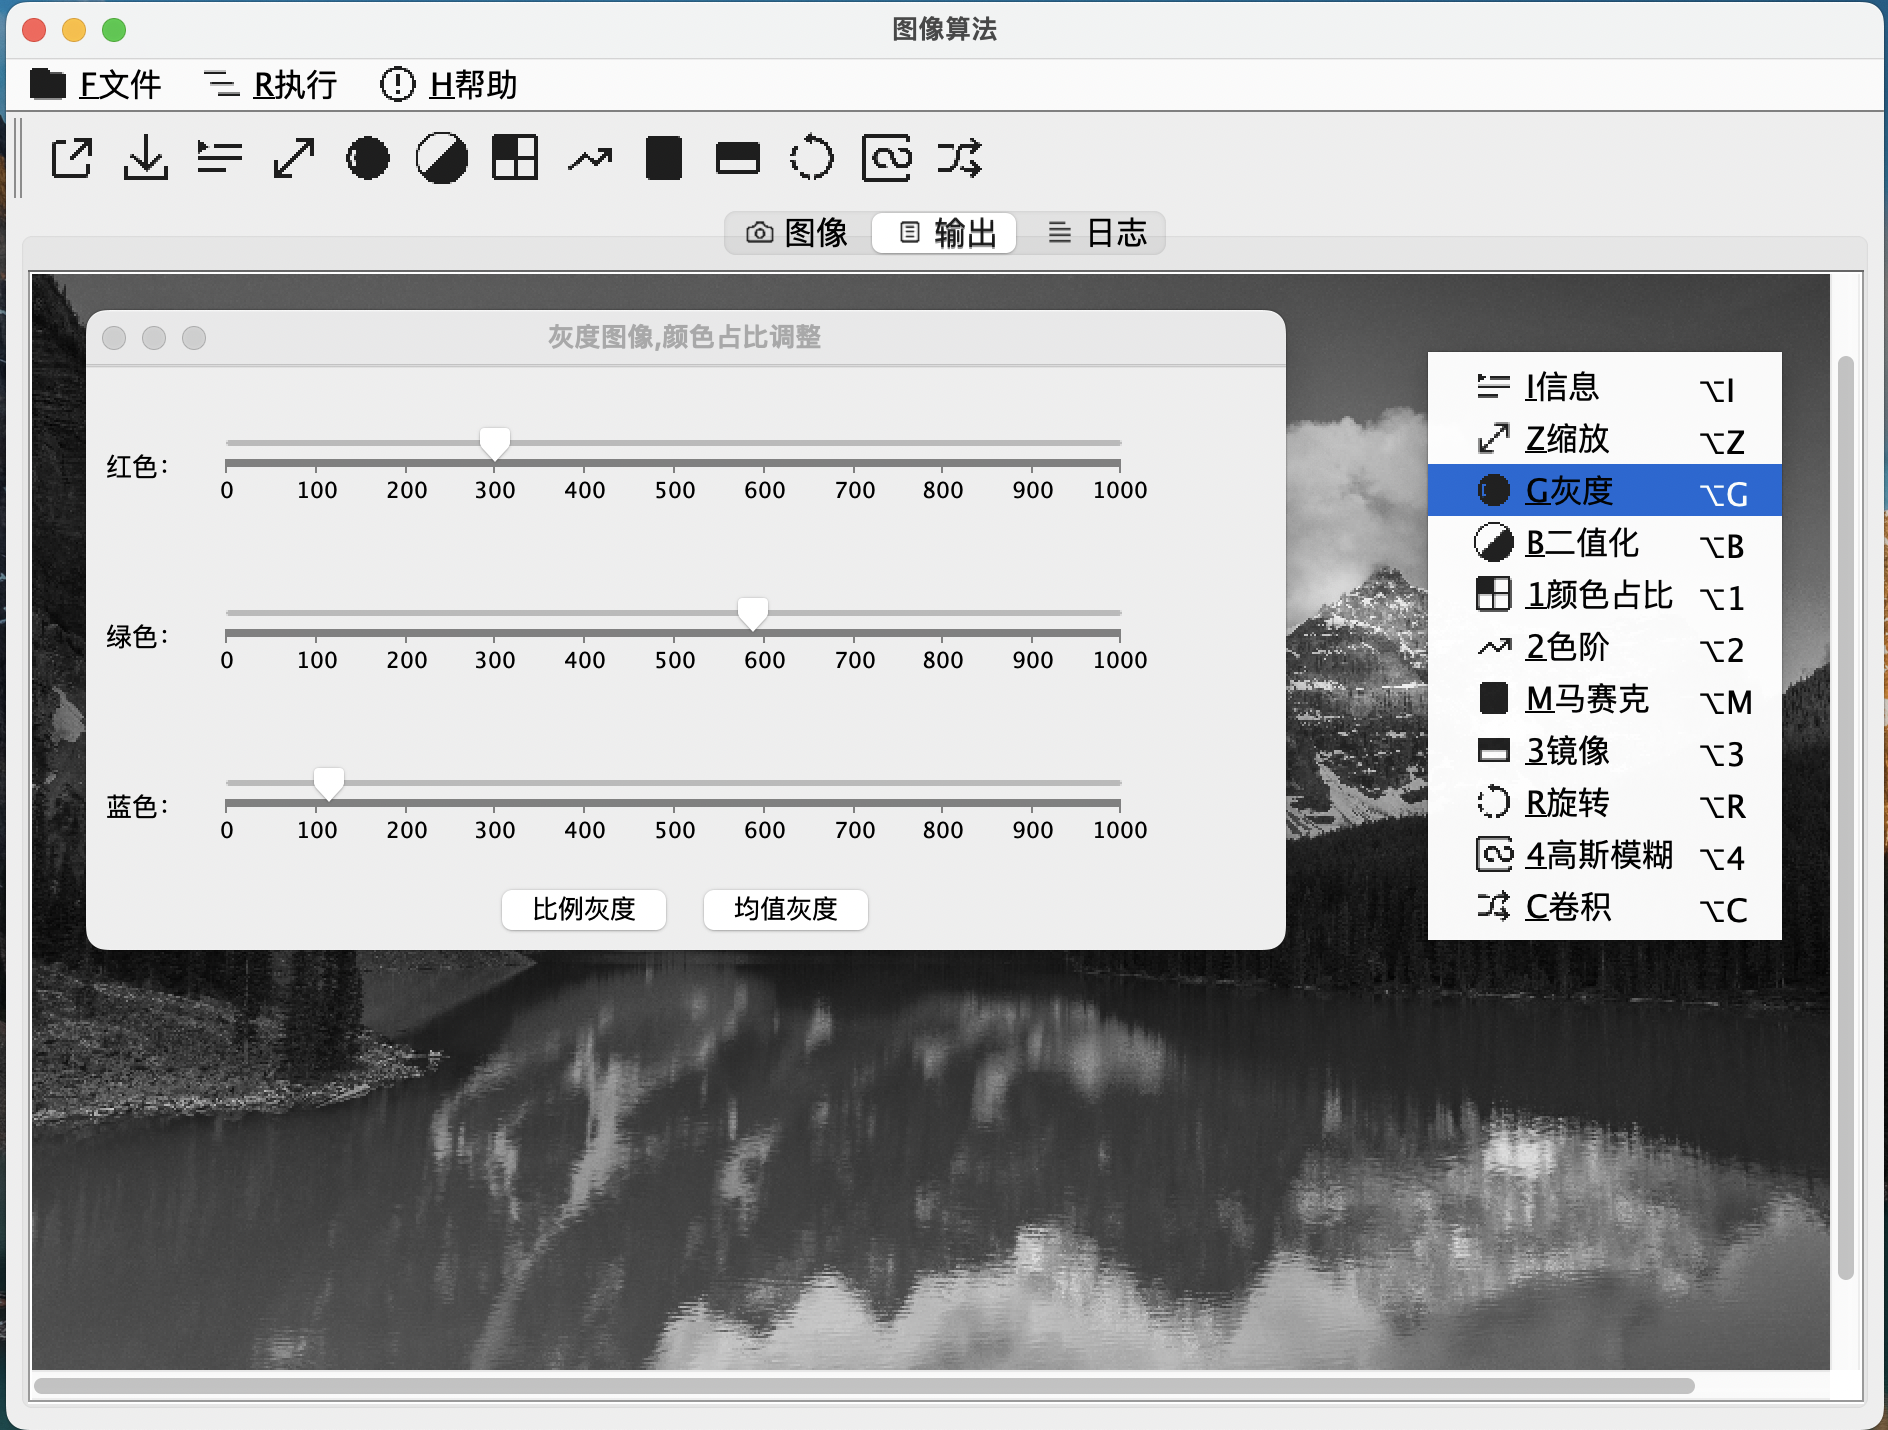 图像算法
F文件 R执行 H帮助
图像 输出 日志
灰度图像,颜色占比调整
红色：
0 100 200 300 400 500 600 700 800 900 1000
绿色：
0 100 200 300 400 500 600 700 800 900 1000
蓝色：
0 100 200 300 400 500 600 700 800 900 1000
比例灰度 均值灰度
I信息 ⌥I
Z缩放 ⌥Z
G灰度 ⌥G
B二值化 ⌥B
1颜色占比 ⌥1
2色阶 ⌥2
M马赛克 ⌥M
3镜像 ⌥3
R旋转 ⌥R
4高斯模糊 ⌥4
C卷积 ⌥C